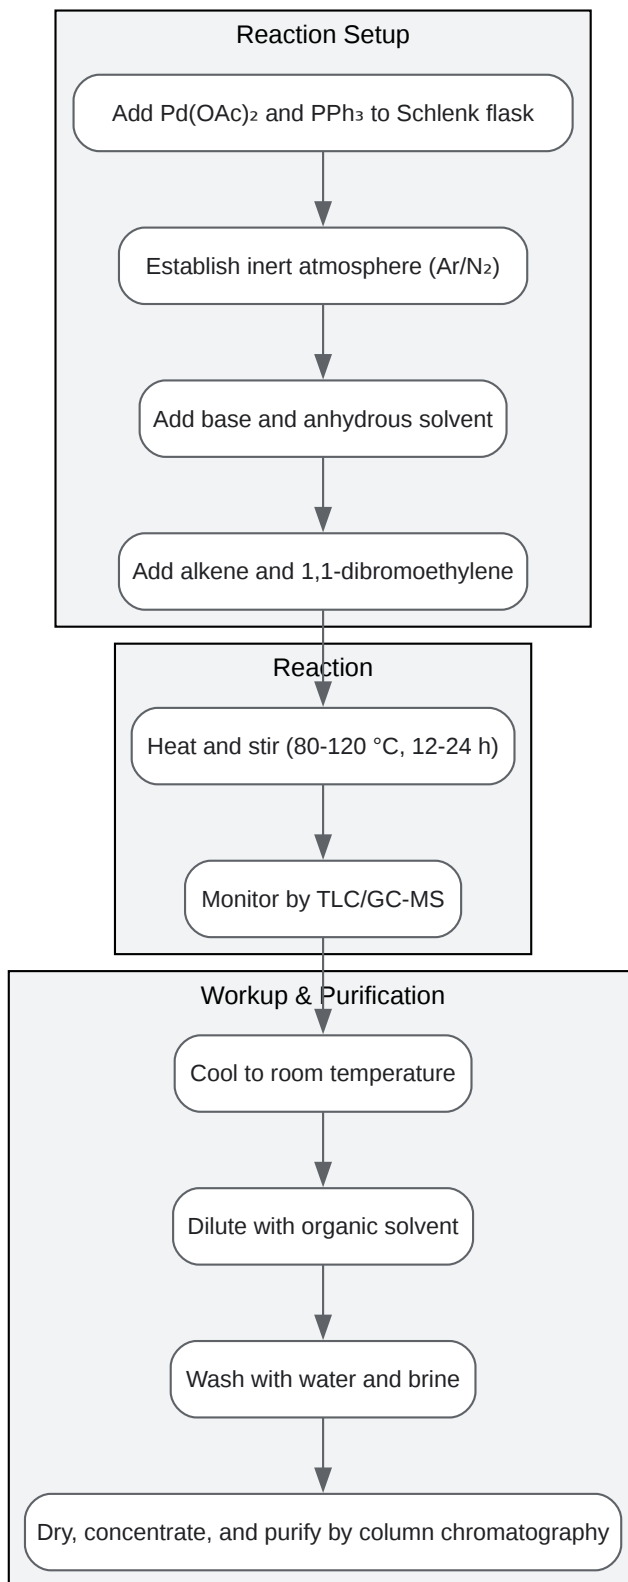 Reaction Setup
Add Pd(OAc)₂ and PPh₃ to Schlenk flask
Establish inert atmosphere (Ar/N₂)
Add base and anhydrous solvent
Add alkene and 1,1-dibromoethylene
Reaction
Heat and stir (80-120 °C, 12-24 h)
Monitor by TLC/GC-MS
Workup & Purification
Cool to room temperature
Dilute with organic solvent
Wash with water and brine
Dry, concentrate, and purify by column chromatography